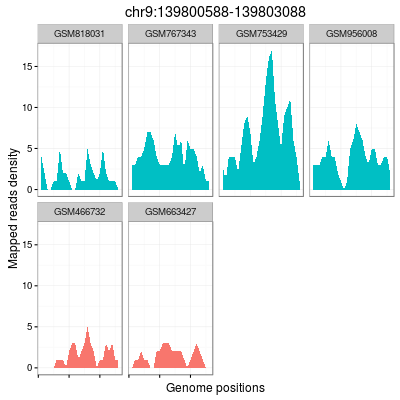 chr9:139800588-139803088
GSM818031 GSM767343 GSM753429 GSM956008
15
10
5
0
GSM466732 GSM663427
15
10
5
0
Mapped reads density
Genome positions